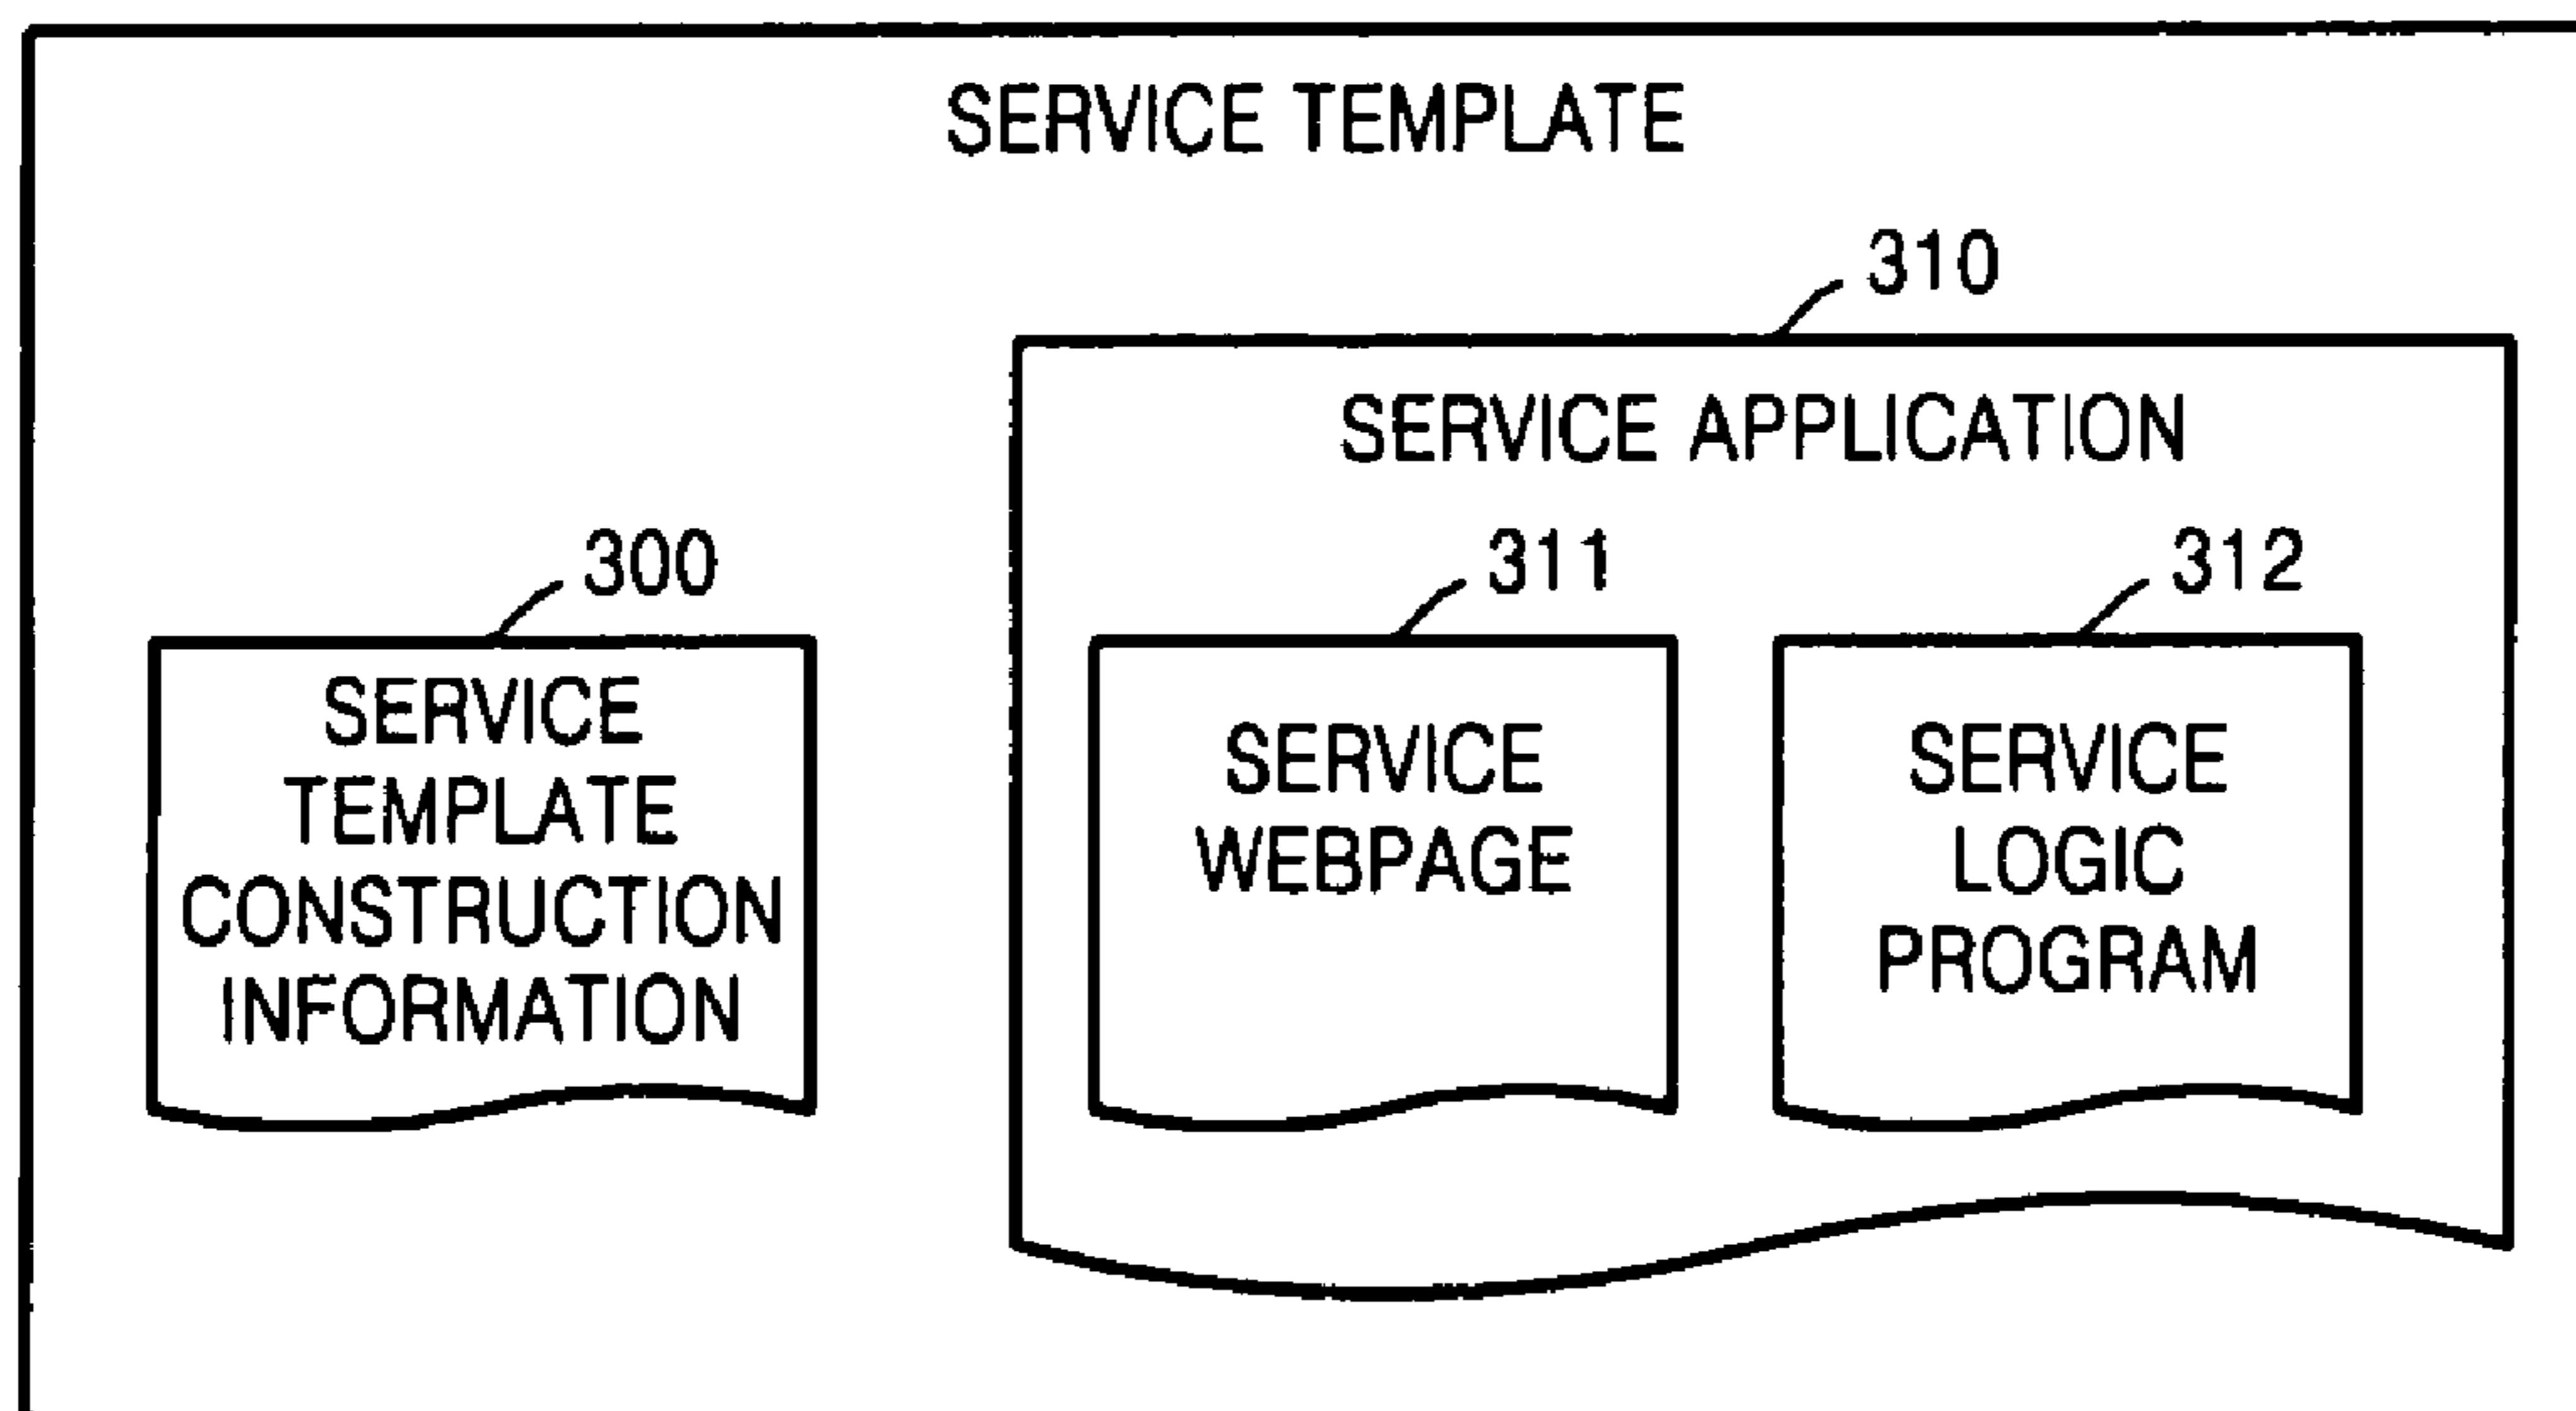 SERVICE TEMPLATE
310
SERVICE APPLICATION
300
SERVICE
TEMPLATE
CONSTRUCTION
INFORMATION
311
SERVICE
WEBPAGE
312
SERVICE
LOGIC
PROGRAM